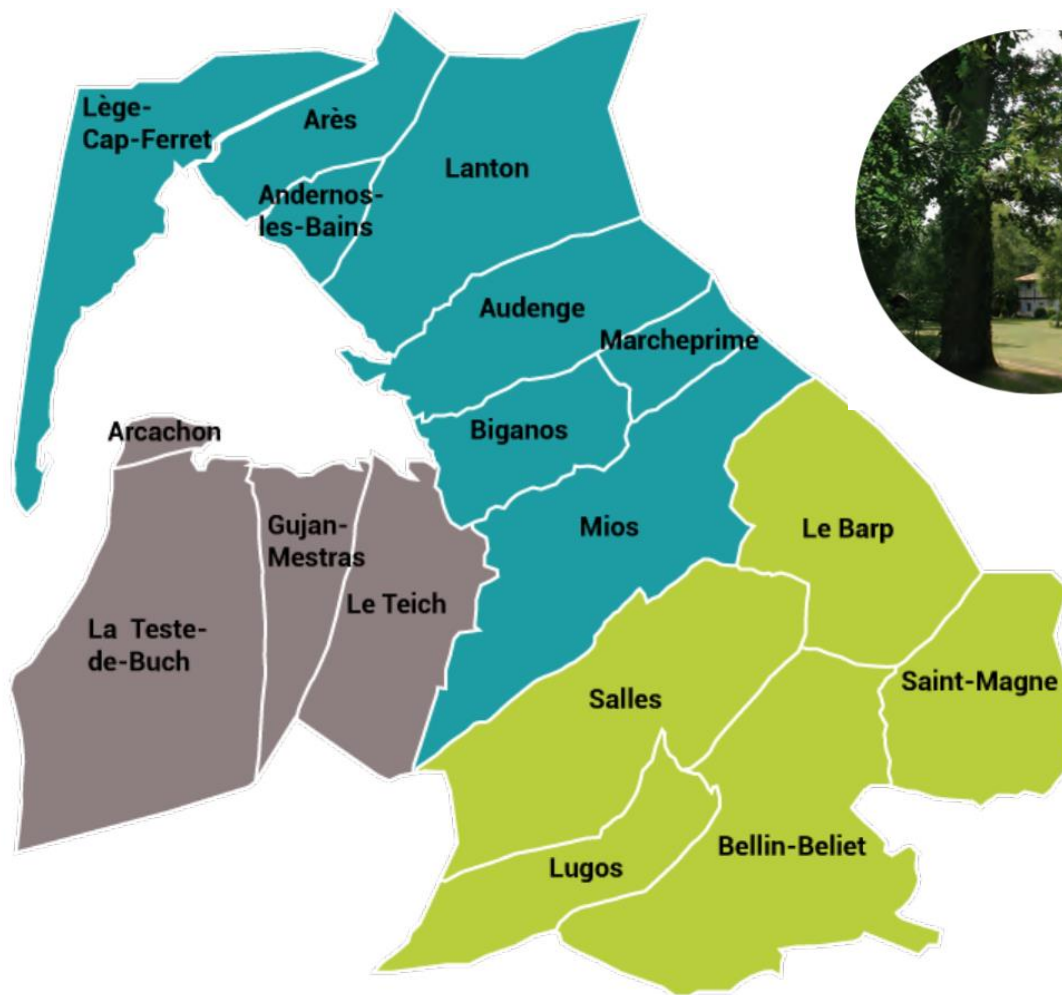 Lège-
Cap-Ferret
Arès
Andernos-
les-Bains
Lanton
Audenge
Marcheprime
Biganos
Arcachon
Gujan-
Mestras
La Teste-
de-Buch
Le Teich
Mios
Le Barp
Salles
Saint-Magne
Lugos
Bellin-Beliet